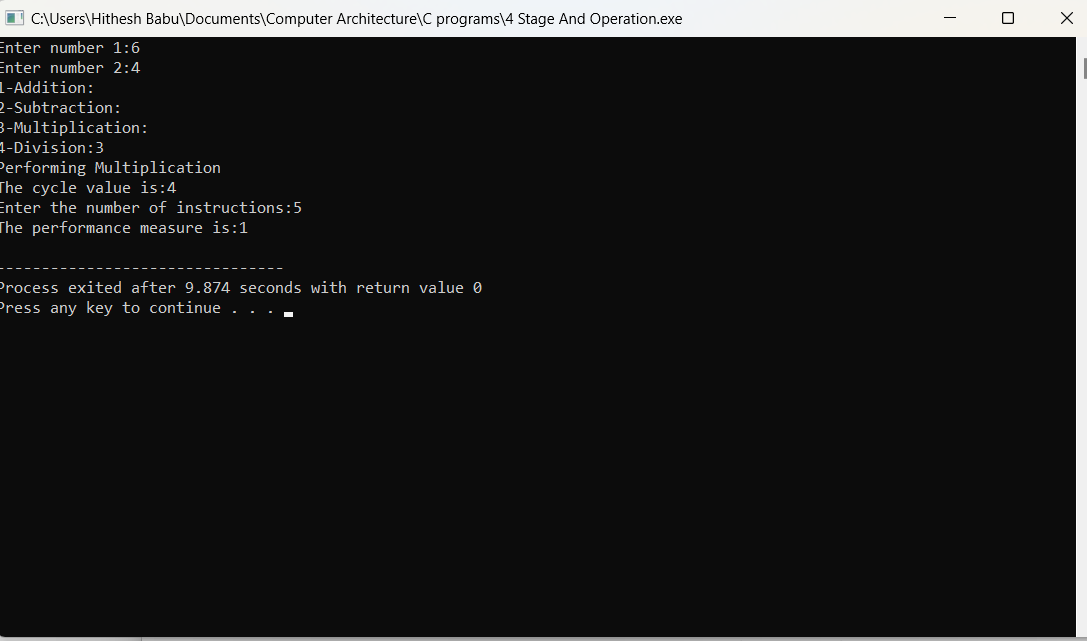 C:\Users\Hithesh Babu\Documents\Computer Architecture\C programs\4 Stage And Operation.exe
Enter number 1:6
Enter number 2:4
1-Addition:
2-Subtraction:
3-Multiplication:
4-Division:3
Performing Multiplication
The cycle value is:4
Enter the number of instructions:5
The performance measure is:1
--------------------------------
Process exited after 9.874 seconds with return value 0
Press any key to continue . . .